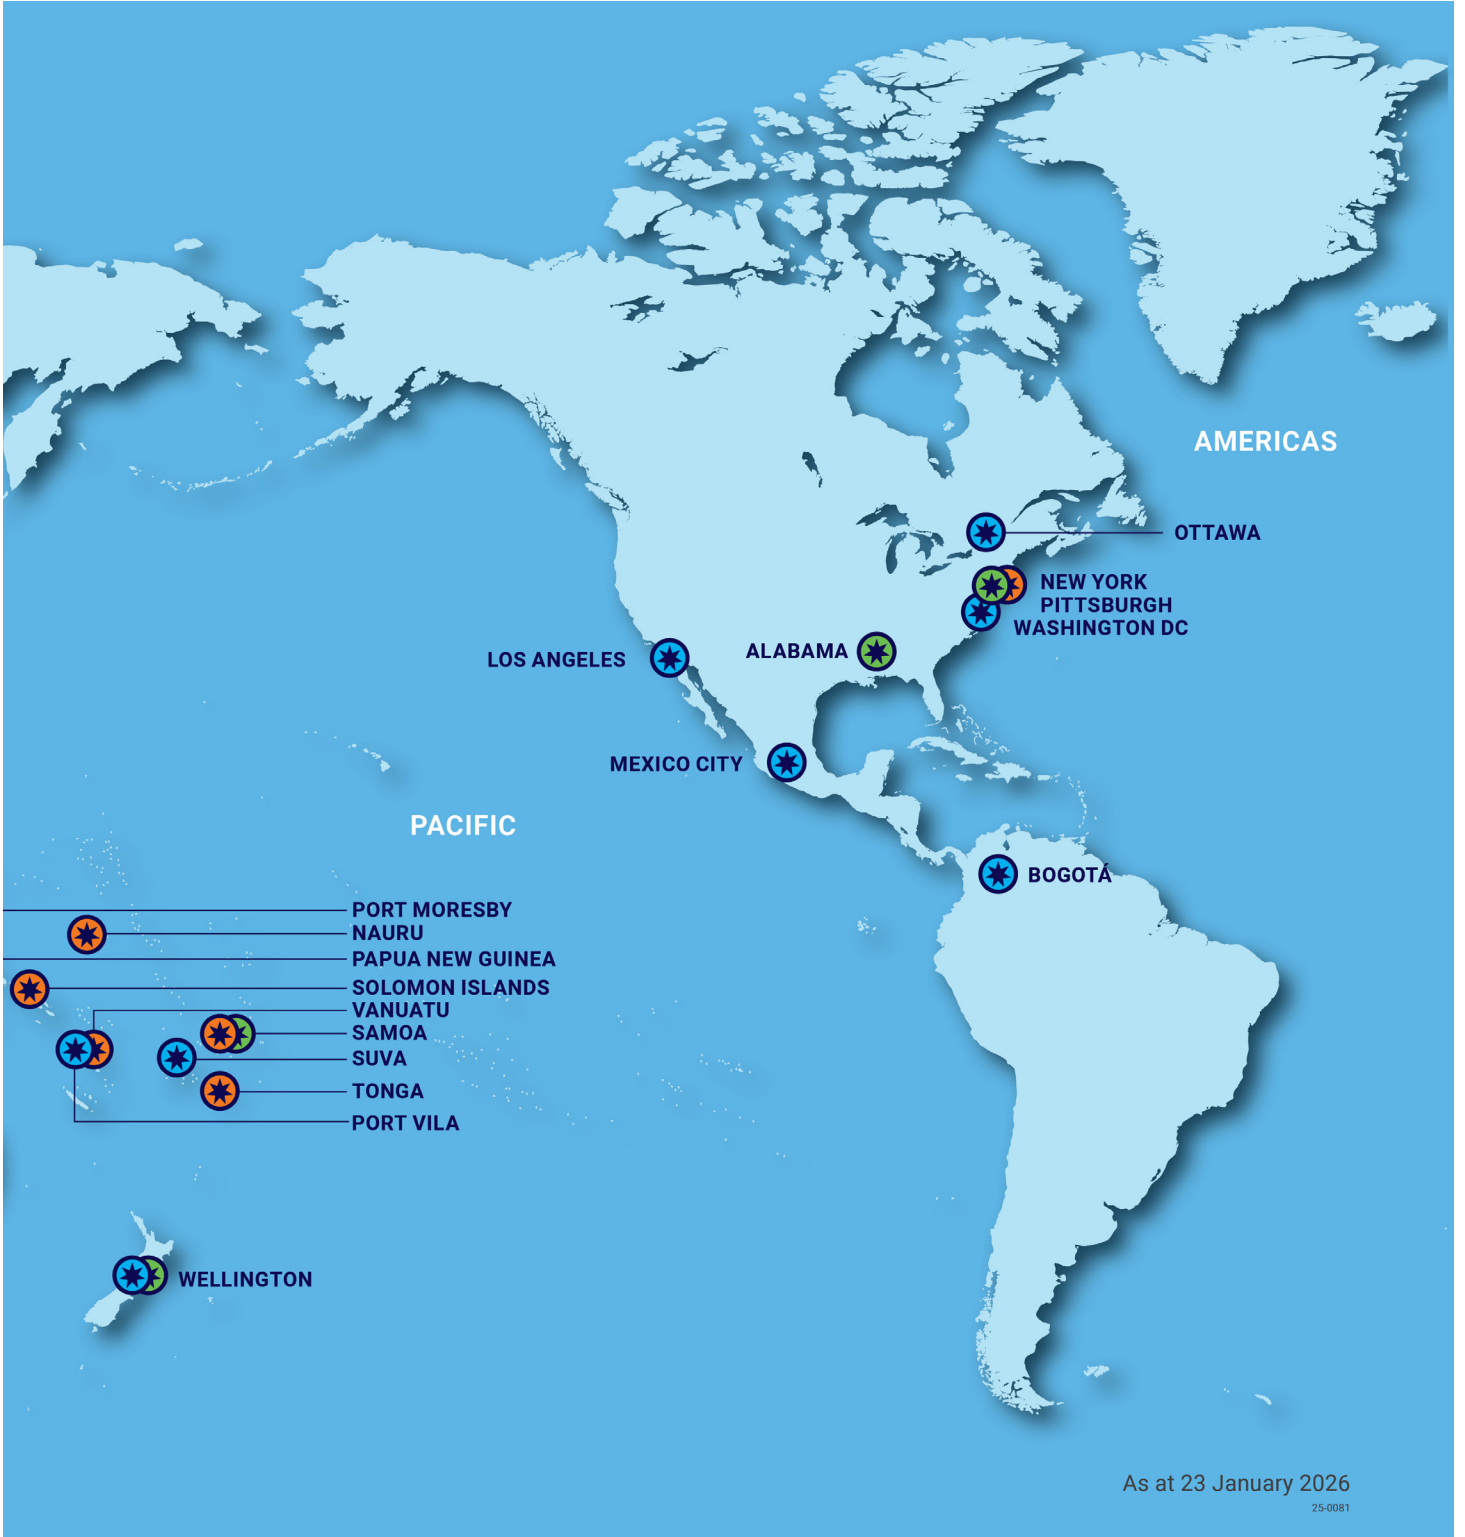 AMERICAS
OTTAWA
NEW YORK
PITTSBURGH
WASHINGTON DC
ALABAMA
LOS ANGELES
MEXICO CITY
PACIFIC
BOGOTÁ
PORT MORESBY
NAURU
PAPUA NEW GUINEA
SOLOMON ISLANDS
VANUATU
SAMOA
SUVA
TONGA
PORT VILA
WELLINGTON
As at 23 January 2026
25-0081